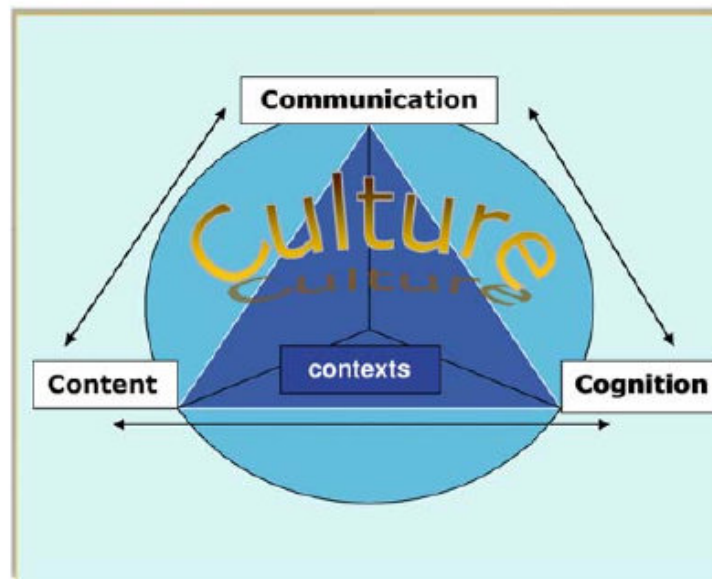 Communication
Culture
Culture
contexts
Content
Cognition